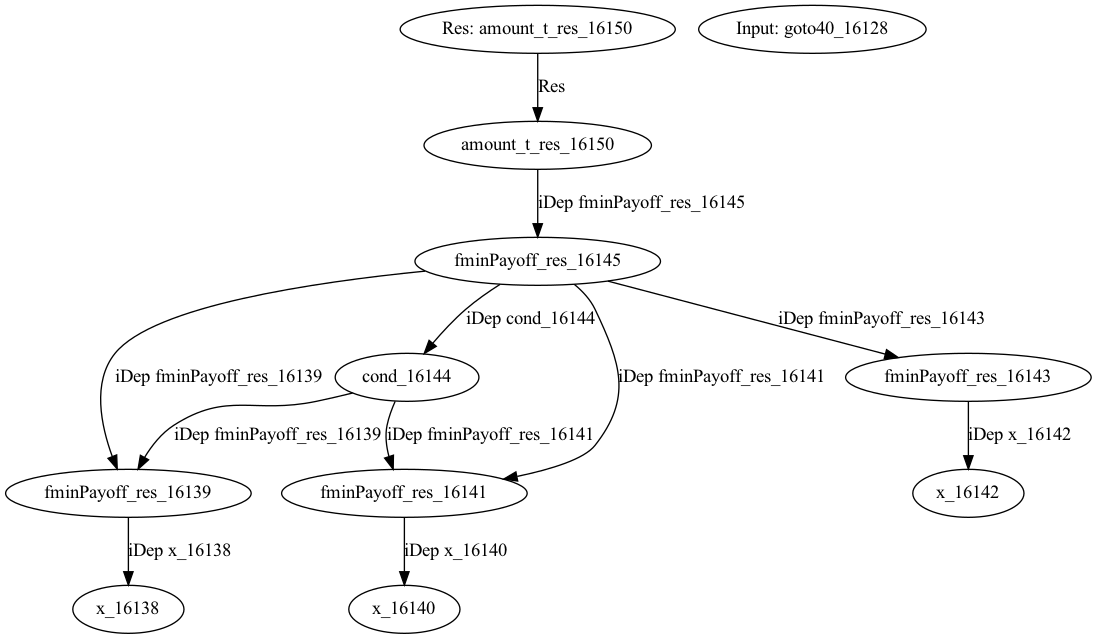 Res: amount_t_res_16150
Input: goto40_16128
Res
amount_t_res_16150
iDep fminPayoff_res_16145
fminPayoff_res_16145
iDep cond_16144
iDep fminPayoff_res_16143
iDep fminPayoff_res_16139
cond_16144
iDep fminPayoff_res_16141
fminPayoff_res_16143
iDep fminPayoff_res_16139
iDep fminPayoff_res_16141
iDep x_16142
fminPayoff_res_16139
fminPayoff_res_16141
x_16142
iDep x_16138
iDep x_16140
x_16138
x_16140